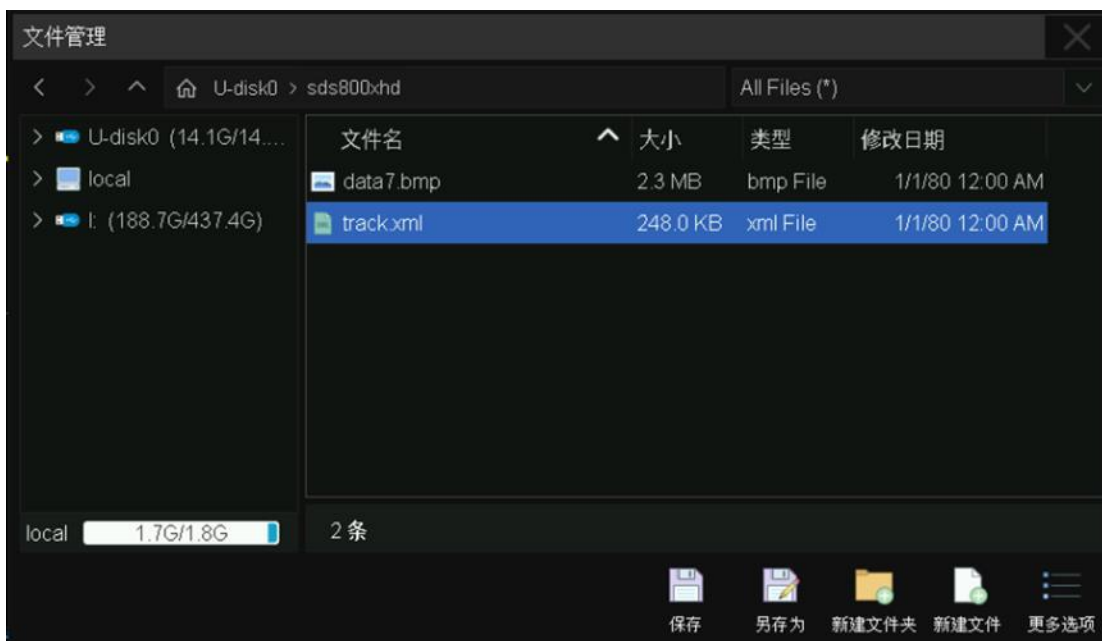 文件管理
U-disk0 > sds800xhd All Files (*)
U-disk0 (14.1G/14.... 文件名 大小 类型 修改日期
local data7.bmp 2.3 MB bmp File 1/1/80 12:00 AM
I: (188.7G/437.4G) track.xml 248.0 KB xml File 1/1/80 12:00 AM
local 1.7G/1.8G 2 条
保存 另存为 新建文件夹 新建文件 更多选项